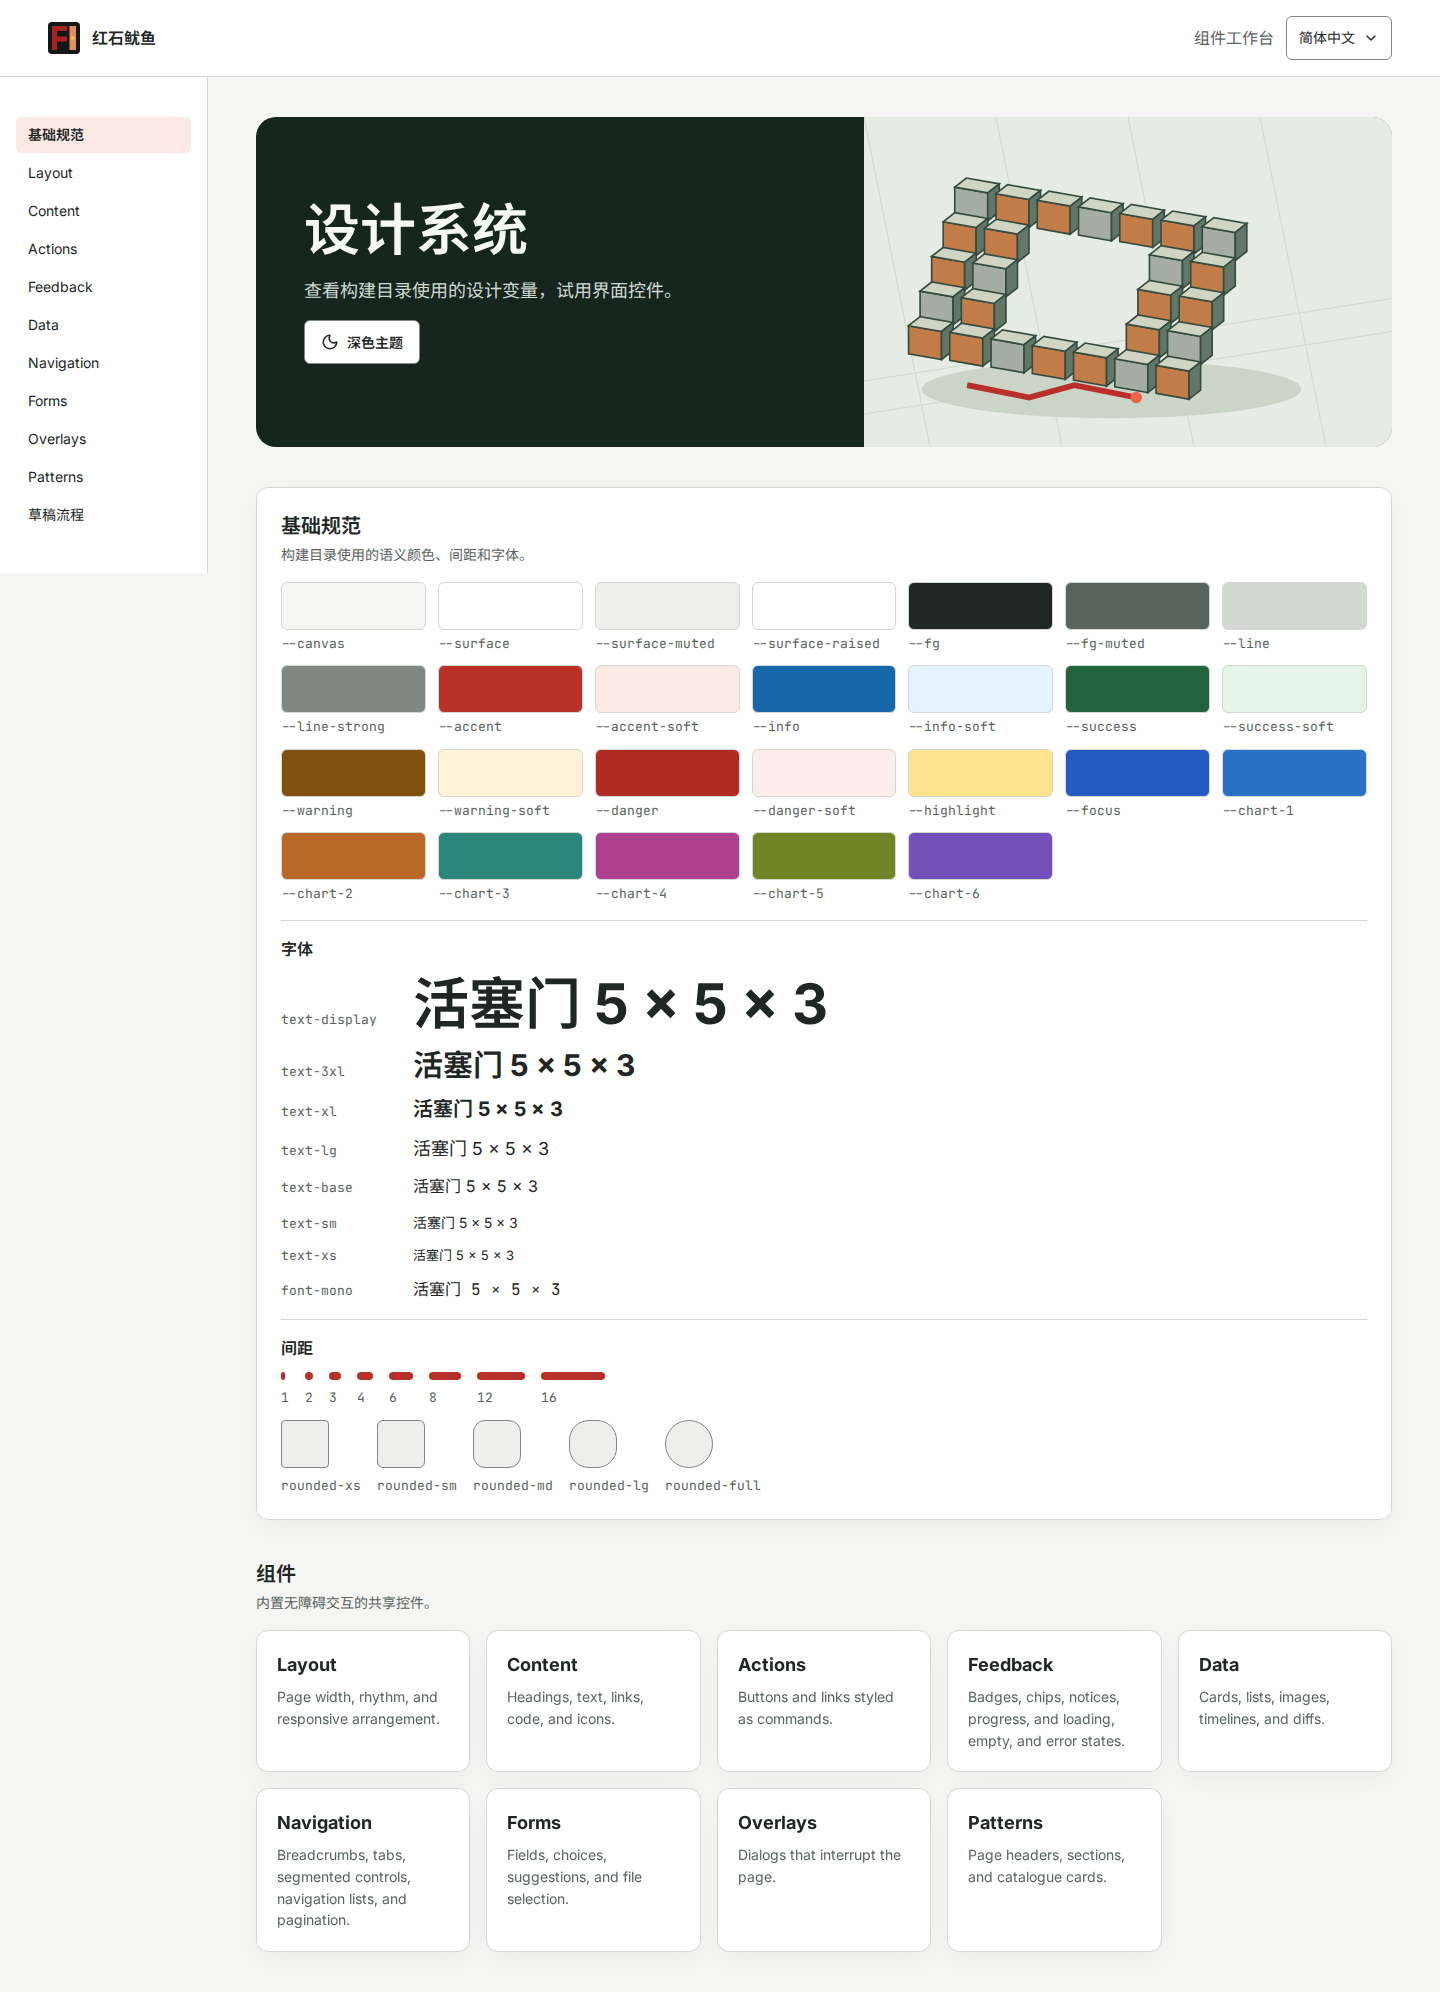 红石鱿鱼
组件工作台
简体中文
基础规范
Layout
Content
Actions
Feedback
Data
Navigation
Forms
Overlays
Patterns
草稿流程
设计系统
查看构建目录使用的设计变量，试用界面控件。
深色主题
基础规范
构建目录使用的语义颜色、间距和字体。
--canvas
--surface
--surface-muted
--surface-raised
--fg
--fg-muted
--line
--line-strong
--accent
--accent-soft
--info
--info-soft
--success
--success-soft
--warning
--warning-soft
--danger
--danger-soft
--highlight
--focus
--chart-1
--chart-2
--chart-3
--chart-4
--chart-5
--chart-6
字体
text-display 活塞门 5 × 5 × 3
text-3xl 活塞门 5 × 5 × 3
text-xl 活塞门 5 × 5 × 3
text-lg 活塞门 5 × 5 × 3
text-base 活塞门 5 × 5 × 3
text-sm 活塞门 5 × 5 × 3
text-xs 活塞门 5 × 5 × 3
font-mono 活塞门 5 × 5 × 3
间距
1 2 3 4 6 8 12 16
rounded-xs rounded-sm rounded-md rounded-lg rounded-full
组件
内置无障碍交互的共享控件。
Layout
Page width, rhythm, and
responsive arrangement.
Content
Headings, text, links,
code, and icons.
Actions
Buttons and links styled
as commands.
Feedback
Badges, chips, notices,
progress, and loading,
empty, and error states.
Data
Cards, lists, images,
timelines, and diffs.
Navigation
Breadcrumbs, tabs,
segmented controls,
navigation lists, and
pagination.
Forms
Fields, choices,
suggestions, and file
selection.
Overlays
Dialogs that interrupt the
page.
Patterns
Page headers, sections,
and catalogue cards.